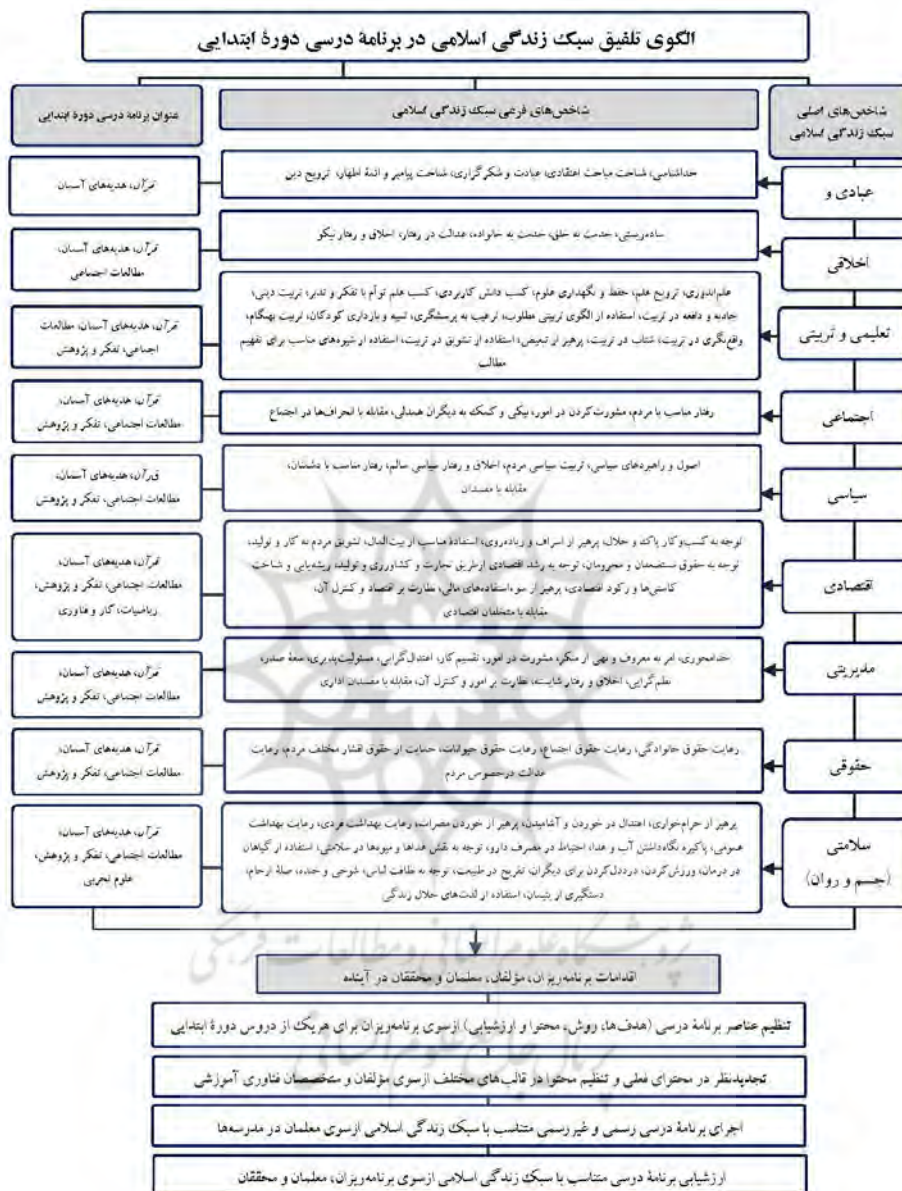 الگوی تلفیق سبک زندگی اسلامی در برنامهٔ درسی دورهٔ ابتدایی
شاخص‌های اصلی
سبک زندگی اسلامی
شاخص‌های فرعی سبک زندگی اسلامی
عنوان برنامهٔ درسی دورهٔ ابتدایی
عبادی و
خداشناسی، شناخت مباحث اعتقادی، عبادت و شکرگزاری، شناخت پیامبر و ائمهٔ اطهار، ترویج دین
قرآن، هدیه‌های آسمان
اخلاقی
ساده‌زیستی، خدمت به خلق، خدمت به خانواده، عدالت در رفتار، اخلاق و رفتار نیکو
قرآن، هدیه‌های آسمان،
مطالعات اجتماعی
تعلیمی و تربیتی
علم‌اندوزی، ترویج علم، حفظ و نگهداری علوم، کسب دانش کاربردی، کسب علم توأم با تفکر و تدبر، تربیت دینی،
جاذبه و دافعه در تربیت، استفاده از الگوی تربیتی مطلوب، ترغیب به پرسشگری، تنبیه و بازداری کودکان، تربیت بهنگام،
واقع‌نگری در تربیت، شتاب در تربیت، پرهیز از تبعیض، استفاده از تشویق در تربیت، استفاده از شیوه‌های مناسب برای تفهیم
مطالب
قرآن، هدیه‌های آسمان، مطالعات
اجتماعی، تفکر و پژوهش
اجتماعی
رفتار مناسب با مردم، مشورت‌کردن در امور، نیکی و کمک به دیگران همدلی، مقابله با انحراف‌ها در اجتماع
قرآن، هدیه‌های آسمان،
مطالعات اجتماعی، تفکر و پژوهش
سیاسی
اصول و راهبردهای سیاسی، تربیت سیاسی مردم، اخلاق و رفتار سیاسی سالم، رفتار مناسب با دشمنان،
مقابله با مفسدان
قرآن، هدیه‌های آسمان،
مطالعات اجتماعی، تفکر و پژوهش
اقتصادی
توجه به کسب‌وکار پاک و حلال، پرهیز از اسراف و زیاده‌روی، استفادهٔ مناسب از بیت‌المال، تشویق مردم به کار و تولید،
توجه به حقوق مستضعفان و محرومان، توجه به رشد اقتصادی ازطریق تجارت و کشاورزی و تولید، ریشه‌یابی و شناخت
کاستی‌ها و رکود اقتصادی، پرهیز از سوءاستفاده‌های مالی، نظارت بر اقتصاد و کنترل آن،
مقابله با متخلفان اقتصادی
قرآن، هدیه‌های آسمان،
مطالعات اجتماعی، تفکر و پژوهش،
ریاضیات، کار و فناوری
مدیریتی
خدامحوری، امر به معروف و نهی از منکر، مشورت در امور، تقسیم کار، اعتدال‌گرایی، مسئولیت‌پذیری، سعهٔ صدر،
نظم‌گرایی، اخلاق و رفتار شایسته، نظارت بر امور و کنترل آن، مقابله با مفسدان اداری
قرآن، هدیه‌های آسمان،
مطالعات اجتماعی، تفکر و پژوهش
حقوقی
رعایت حقوق خانوادگی، رعایت حقوق اجتماع، رعایت حقوق حیوانات، حمایت از حقوق اقشار مختلف مردم، رعایت
عدالت درخصوص مردم
قرآن، هدیه‌های آسمان،
مطالعات اجتماعی، تفکر و پژوهش
سلامتی
(جسم و روان)
پرهیز از حرام‌خواری، اعتدال در خوردن و آشامیدن، پرهیز از خوردن مضرات، رعایت بهداشت فردی، رعایت بهداشت
عمومی، پاکیزه نگاه‌داشتن آب و غذا، احتیاط در مصرف دارو، توجه به نقش غذاها و میوه‌ها در سلامتی، استفاده از گیاهان
در درمان، ورزش‌کردن، درددل‌کردن برای دیگران، تفریح در طبیعت، توجه به نظافت لباس، شوخی و خنده، صلهٔ ارحام،
دستگیری از یتیمان، استفاده از لذت‌های حلال زندگی
قرآن، هدیه‌های آسمان،
مطالعات اجتماعی، تفکر و پژوهش،
علوم تجربی
پژوهشگاه علوم انسانی و مطالعات فرهنگی
اقدامات برنامه‌ریزان، مؤلفان، معلمان و محققان در آینده
تنظیم عناصر برنامهٔ درسی (هدف‌ها، روش، محتوا و ارزشیابی) ازسوی برنامه‌ریزان برای هریک از دروس دورهٔ ابتدایی
پرتال جامع علوم انسانی
تجدیدنظر در محتوای فعلی و تنظیم محتوا در قالب‌های مختلف ازسوی مؤلفان و متخصصان فناوری آموزشی
اجرای برنامهٔ درسی رسمی و غیررسمی متناسب با سبک زندگی اسلامی ازسوی معلمان در مدرسه‌ها
ارزشیابی برنامهٔ درسی متناسب با سبک زندگی اسلامی ازسوی برنامه‌ریزان، معلمان و محققان